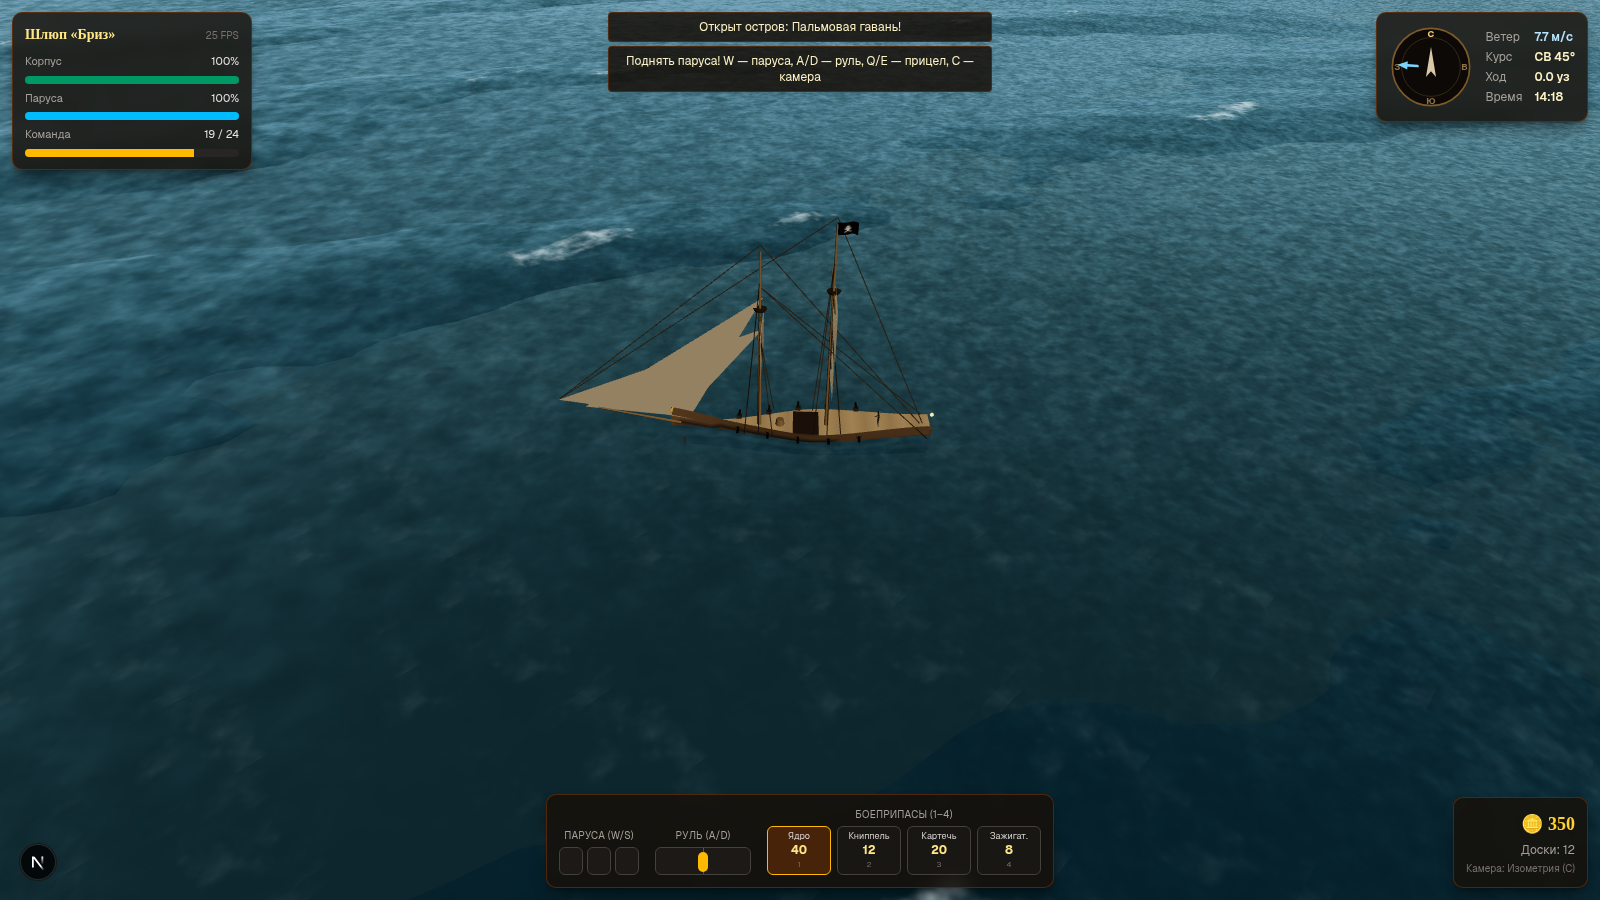 Шлюп «Бриз»
25 FPS
Корпус
100%
Паруса
100%
Команда
19 / 24
Открыт остров: Пальмовая гавань!
Поднять паруса! W — паруса, A/D — руль, Q/E — прицел, C —
камера
С
З
В
Ю
Ветер
7.7 м/с
Курс
СВ 45°
Ход
0.0 уз
Время
14:18
ПАРУСА (W/S)
РУЛЬ (A/D)
БОЕПРИПАСЫ (1–4)
Ядро
40
1
Книппель
12
2
Картечь
20
3
Зажигат.
8
4
N
350
Доски: 12
Камера: Изометрия (C)